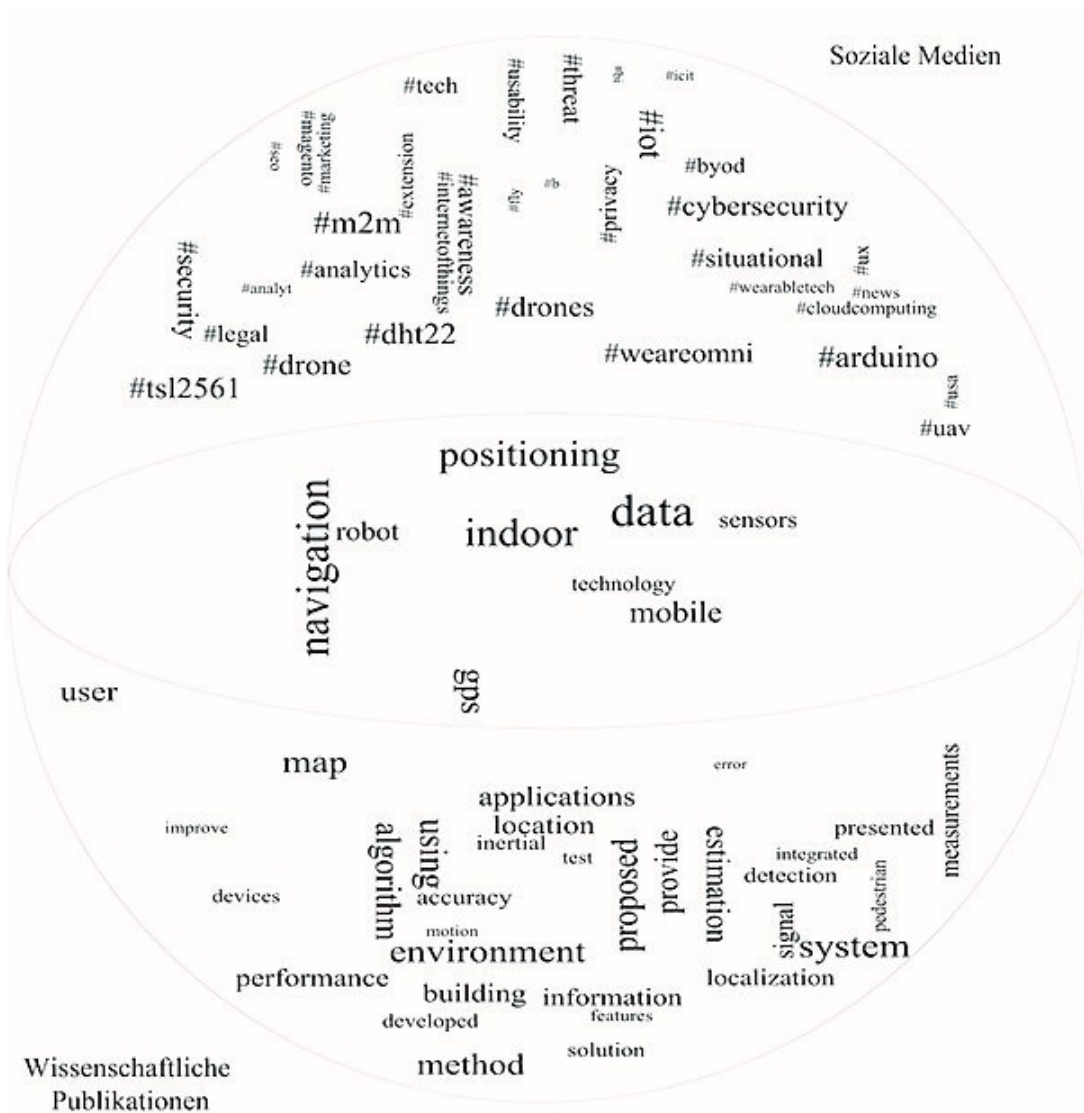 Soziale Medien
#tech
#usability
#threat
#icit
#seo
#magento
#marketing
#extension
#iot
#byod
#internetofthings
#awareness
#fly
#b
#privacy
#cybersecurity
#m2m
#security
#analytics
#situational
#ux
#analyt
#wearabletech
#news
#cloudcomputing
#drones
#legal
#dht22
#drone
#weareomni
#arduino
#tsl2561
#usa
#uav
positioning
navigation
robot
indoor
data
sensors
technology
mobile
user
gps
map
error
applications
measurements
improve
algorithm
using
location
inertial
test
proposed
provide
estimation
presented
integrated
detection
pedestrian
devices
accuracy
motion
environment
signal
system
performance
localization
building
information
developed
features
method
solution
Wissenschaftliche
Publikationen